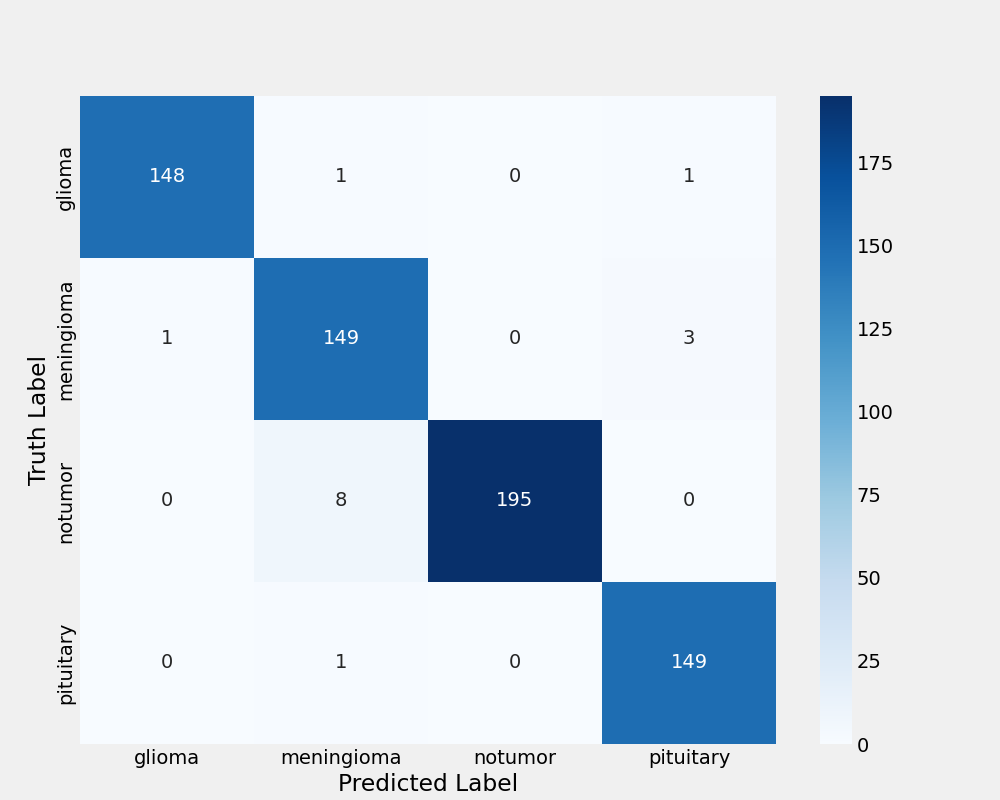 glioma 148 1 0 1
meningioma 1 149 0 3
notumor 0 8 195 0
pituitary 0 1 0 149
Truth Label
glioma meningioma notumor pituitary
Predicted Label
175
150
125
100
75
50
25
0